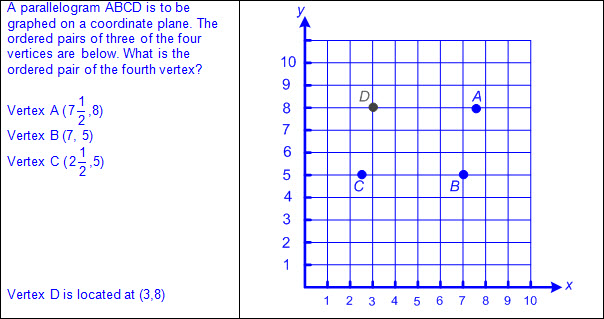 A parallelogram ABCD is to be
graphed on a coordinate plane. The
ordered pairs of three of the four
vertices are below. What is the
ordered pair of the fourth vertex?
Vertex A (7 1/2 ,8)
Vertex B (7, 5)
Vertex C (2 1/2 ,5)
Vertex D is located at (3,8)
y
10
9
D A
8
7
6
5
C B
4
3
2
1
x
1 2 3 4 5 6 7 8 9 10